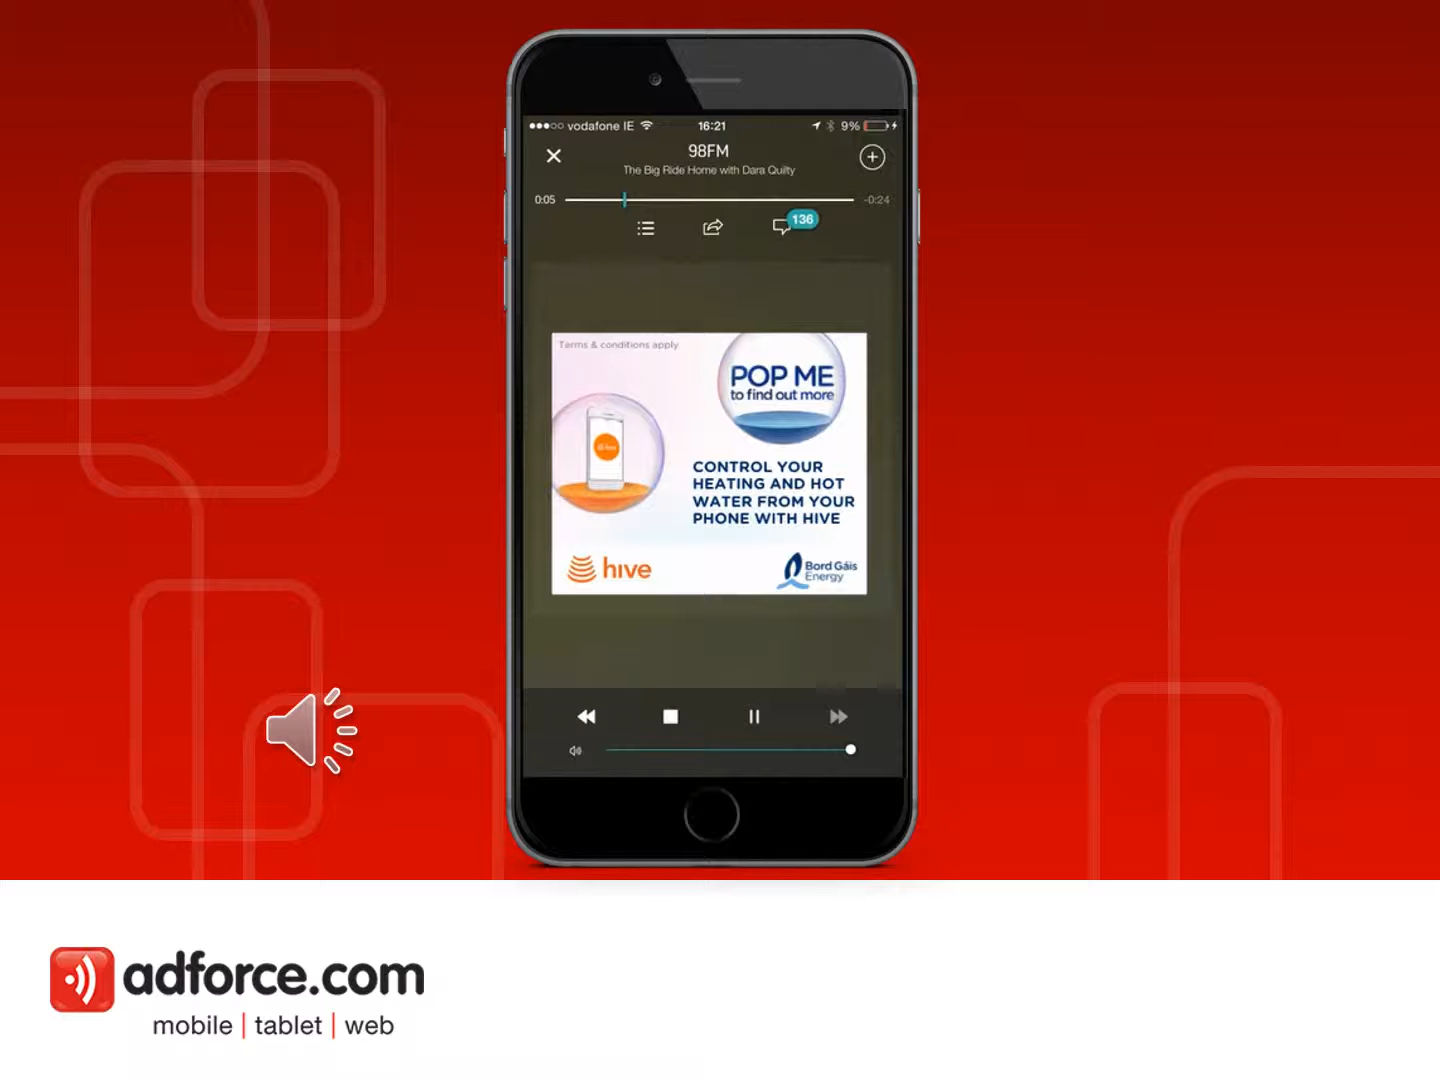 vodafone IE
16:21
9%
98FM
The Big Ride Home with Dara Quilty
0:05
-0:24
136
Terms & conditions apply
POP ME
to find out more
hive
CONTROL YOUR
HEATING AND HOT
WATER FROM YOUR
PHONE WITH HIVE
hive
Bord Gáis
Energy
adforce.com
mobile | tablet | web